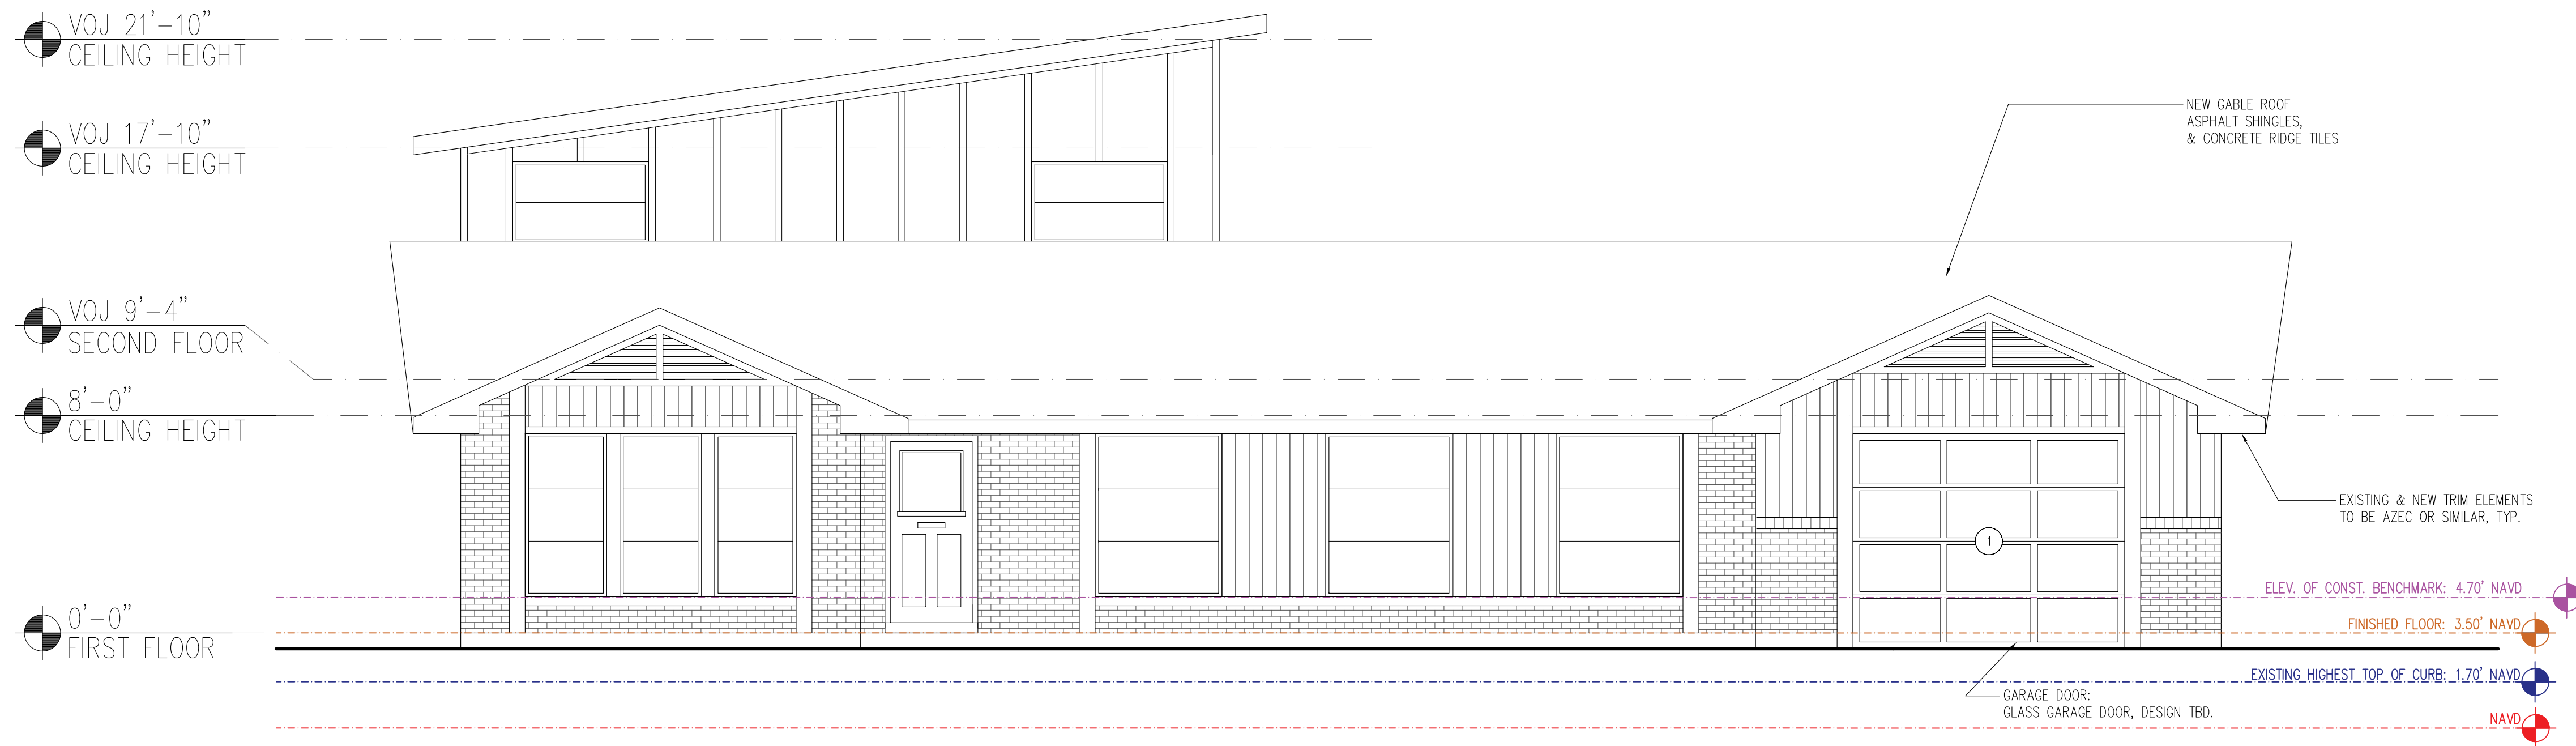 VOJ 21'-10"
CEILING HEIGHT
VOJ 17'-10"
CEILING HEIGHT
NEW GABLE ROOF
ASPHALT SHINGLES,
& CONCRETE RIDGE TILES
VOJ 9'-4"
SECOND FLOOR
8'-0"
CEILING HEIGHT
EXISTING & NEW TRIM ELEMENTS
TO BE AZEC OR SIMILAR, TYP.
1
ELEV. OF CONST. BENCHMARK: 4.70' NAVD
0'-0"
FIRST FLOOR
FINISHED FLOOR: 3.50' NAVD
EXISTING HIGHEST TOP OF CURB: 1.70' NAVD
GARAGE DOOR:
GLASS GARAGE DOOR, DESIGN TBD.
NAVD